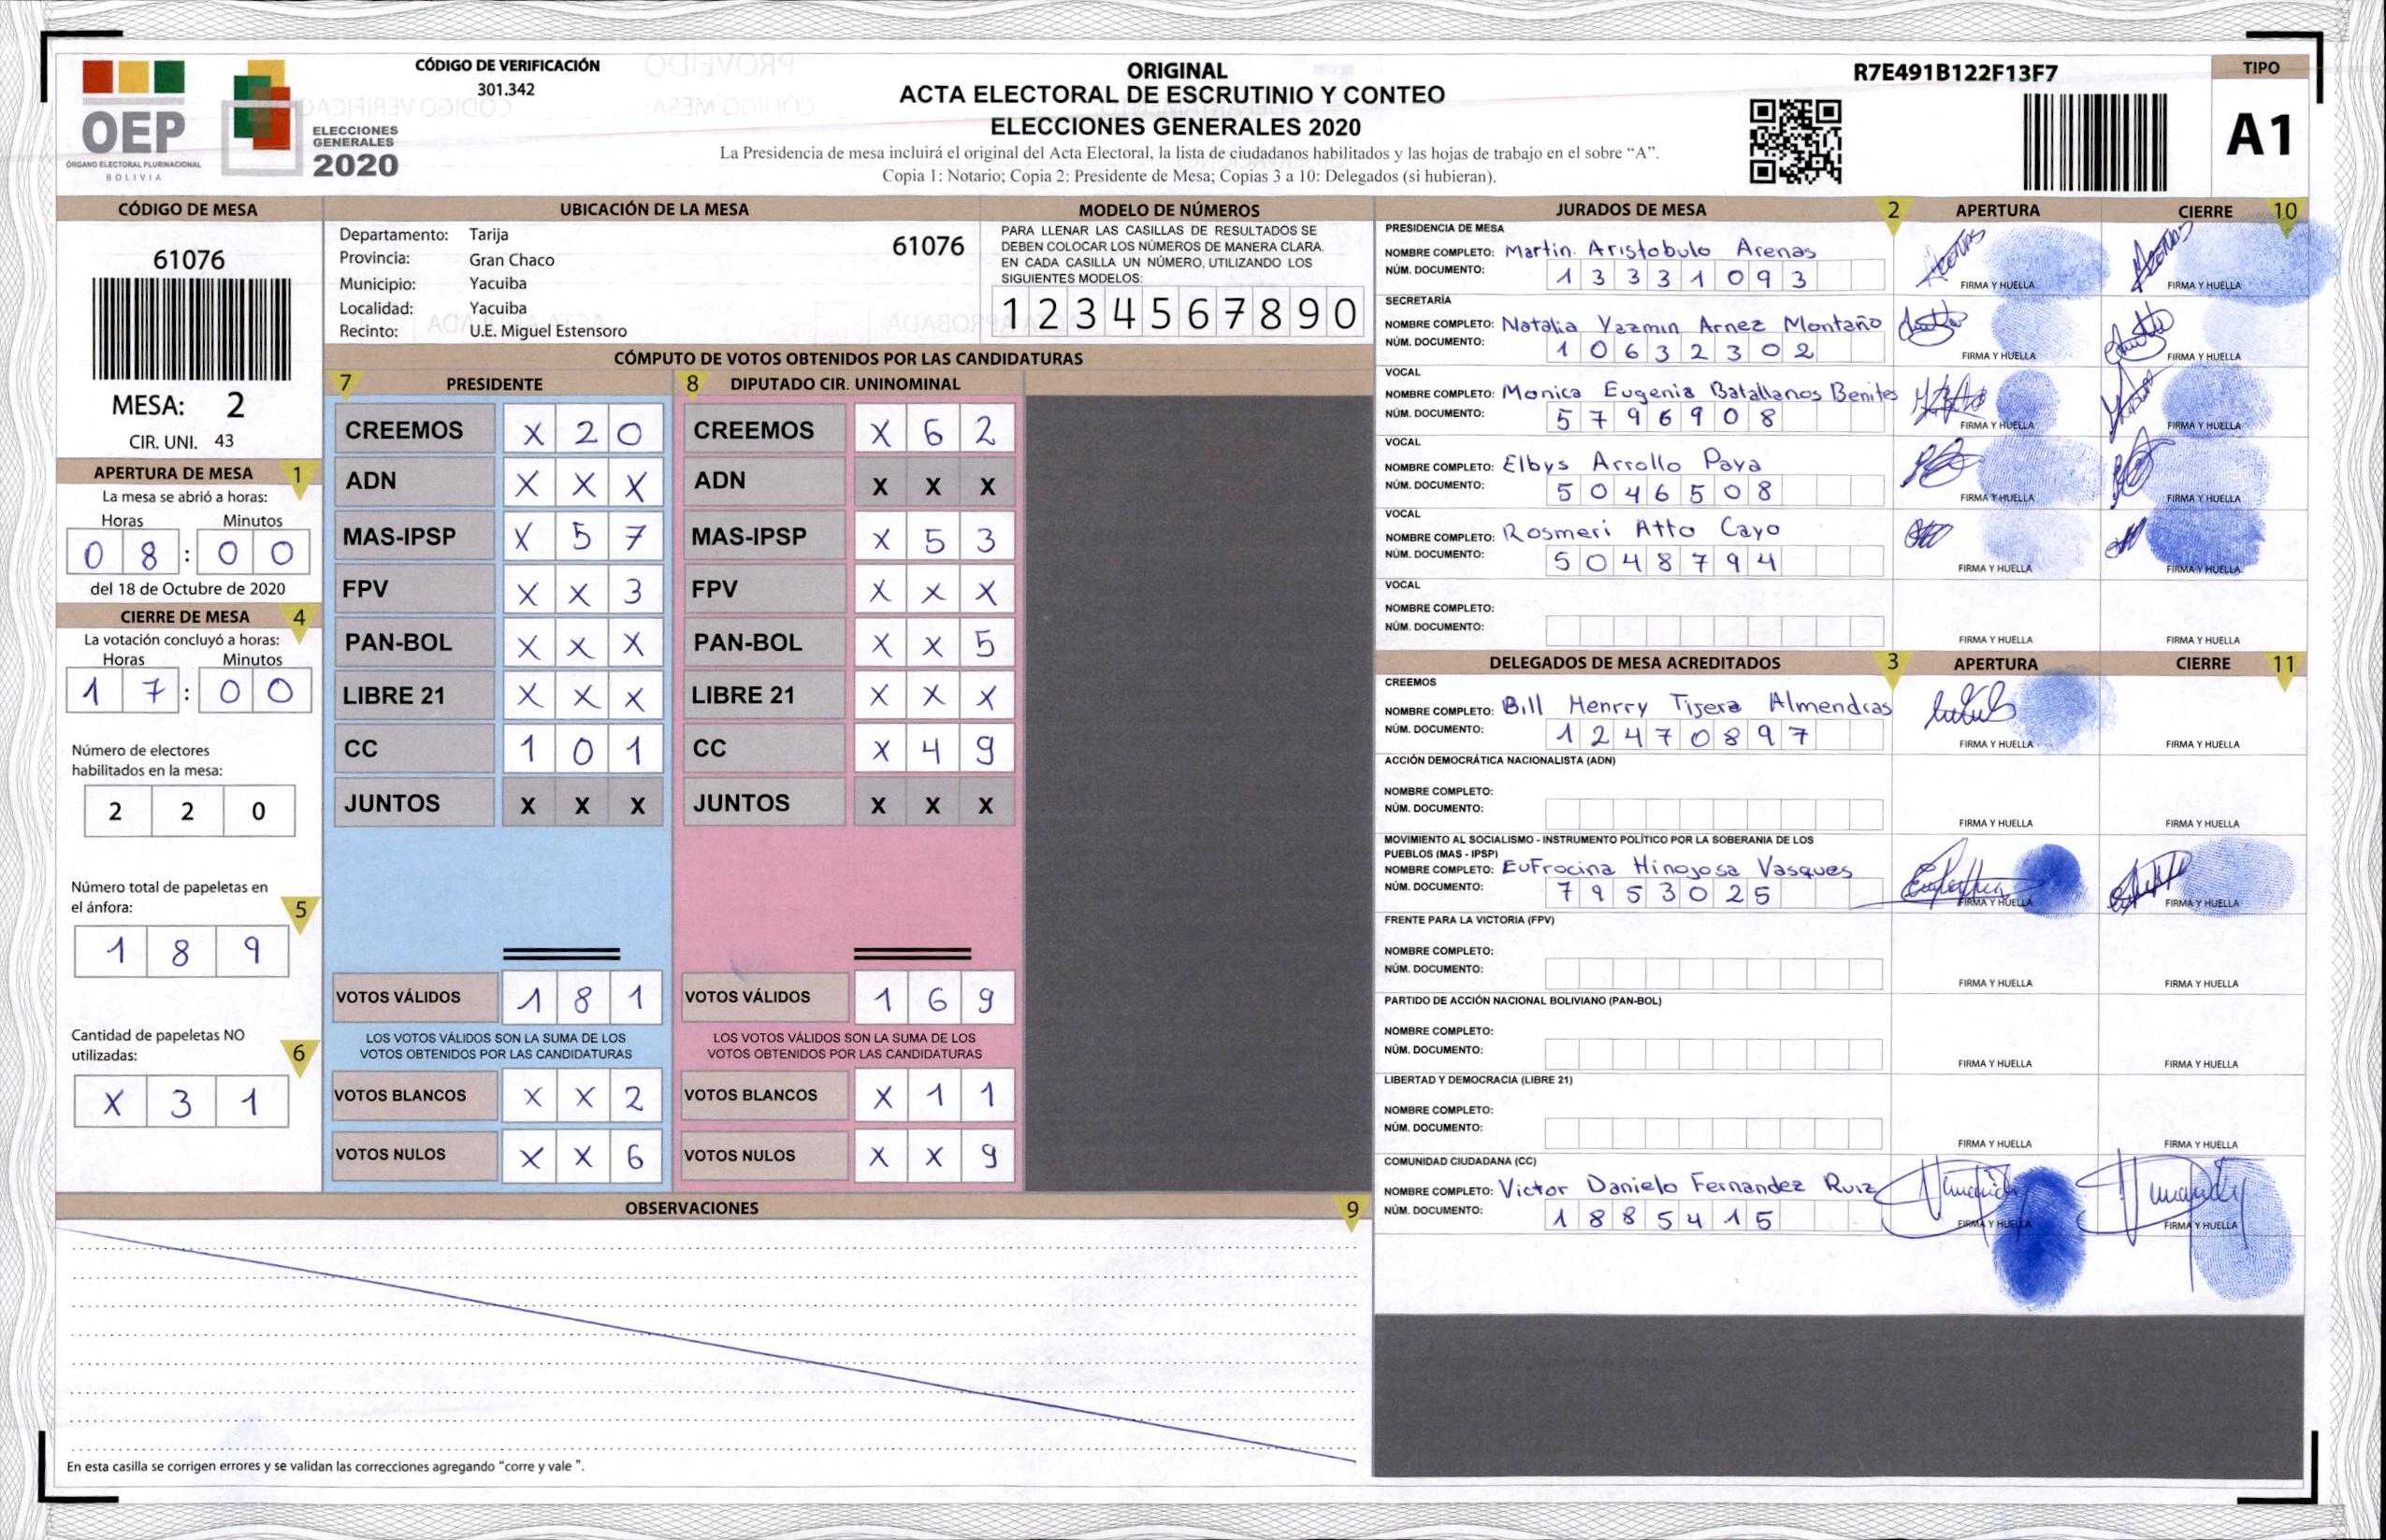 CÓDIGO DE VERIFICACIÓN
301.342
OEP
ÓRGANO ELECTORAL PLURINACIONAL
BOLIVIA
ELECCIONES
GENERALES
2020
ORIGINAL
ACTA ELECTORAL DE ESCRUTINIO Y CONTEO
ELECCIONES GENERALES 2020
La Presidencia de mesa incluirá el original del Acta Electoral, la lista de ciudadanos habilitados y las hojas de trabajo en el sobre “A”.
Copia 1: Notario; Copia 2: Presidente de Mesa; Copias 3 a 10: Delegados (si hubieran).
R7E491B122F13F7
TIPO
A1
CÓDIGO DE MESA
61076
MESA: 2
CIR. UNI. 43
APERTURA DE MESA 1
La mesa se abrió a horas:
Horas Minutos
0 8 : 0 0
del 18 de Octubre de 2020
CIERRE DE MESA 4
La votación concluyó a horas:
Horas Minutos
1 7 : 0 0
Número de electores
habilitados en la mesa:
2 2 0
Número total de papeletas en
el ánfora: 5
1 8 9
Cantidad de papeletas NO
utilizadas: 6
X 3 1
UBICACIÓN DE LA MESA
Departamento: Tarija
Provincia: Gran Chaco
Municipio: Yacuiba
Localidad: Yacuiba
Recinto: U.E. Miguel Estensoro
61076
MODELO DE NÚMEROS
PARA LLENAR LAS CASILLAS DE RESULTADOS SE
DEBEN COLOCAR LOS NÚMEROS DE MANERA CLARA.
EN CADA CASILLA UN NÚMERO, UTILIZANDO LOS
SIGUIENTES MODELOS:
1 2 3 4 5 6 7 8 9 0
CÓMPUTO DE VOTOS OBTENIDOS POR LAS CANDIDATURAS
7 PRESIDENTE
CREEMOS X 2 0
ADN X X X
MAS-IPSP X 5 7
FPV X X 3
PAN-BOL X X X
LIBRE 21 X X X
CC 1 0 1
JUNTOS X X X
VOTOS VÁLIDOS 1 8 1
LOS VOTOS VÁLIDOS SON LA SUMA DE LOS
VOTOS OBTENIDOS POR LAS CANDIDATURAS
VOTOS BLANCOS X X 2
VOTOS NULOS X X 6
8 DIPUTADO CIR. UNINOMINAL
CREEMOS X 6 2
ADN X X X
MAS-IPSP X 5 3
FPV X X X
PAN-BOL X X 5
LIBRE 21 X X X
CC X 4 9
JUNTOS X X X
VOTOS VÁLIDOS 1 6 9
LOS VOTOS VÁLIDOS SON LA SUMA DE LOS
VOTOS OBTENIDOS POR LAS CANDIDATURAS
VOTOS BLANCOS X 1 1
VOTOS NULOS X X 9
OBSERVACIONES 9
En esta casilla se corrigen errores y se validan las correcciones agregando “corre y vale ”.
JURADOS DE MESA 2 APERTURA CIERRE 10
PRESIDENCIA DE MESA
NOMBRE COMPLETO: Martin. Aristobulo Arenas
NÚM. DOCUMENTO: 1 3 3 3 1 0 9 3
FIRMA Y HUELLA FIRMA Y HUELLA
SECRETARÍA
NOMBRE COMPLETO: Natalia Yazmin Arnez Montaño
NÚM. DOCUMENTO: 1 0 6 3 2 3 0 2
FIRMA Y HUELLA FIRMA Y HUELLA
VOCAL
NOMBRE COMPLETO: Monica Eugenia Batallanos Benites
NÚM. DOCUMENTO: 5 7 9 6 9 0 8
FIRMA Y HUELLA FIRMA Y HUELLA
VOCAL
NOMBRE COMPLETO: Elbys Arrollo Paya
NÚM. DOCUMENTO: 5 0 4 6 5 0 8
FIRMA Y HUELLA FIRMA Y HUELLA
VOCAL
NOMBRE COMPLETO: Rosmeri Atto Cayo
NÚM. DOCUMENTO: 5 0 4 8 7 9 4
FIRMA Y HUELLA FIRMA Y HUELLA
VOCAL
NOMBRE COMPLETO:
NÚM. DOCUMENTO:
FIRMA Y HUELLA FIRMA Y HUELLA
DELEGADOS DE MESA ACREDITADOS 3 APERTURA CIERRE 11
CREEMOS
NOMBRE COMPLETO: Bill Henrry Tijera Almendras
NÚM. DOCUMENTO: 1 2 4 7 0 8 9 7
FIRMA Y HUELLA FIRMA Y HUELLA
ACCIÓN DEMOCRÁTICA NACIONALISTA (ADN)
NOMBRE COMPLETO:
NÚM. DOCUMENTO:
FIRMA Y HUELLA FIRMA Y HUELLA
MOVIMIENTO AL SOCIALISMO - INSTRUMENTO POLÍTICO POR LA SOBERANIA DE LOS
PUEBLOS (MAS - IPSP)
NOMBRE COMPLETO: EuFrocina Hinojosa Vasques
NÚM. DOCUMENTO: 7 9 5 3 0 2 5
FIRMA Y HUELLA FIRMA Y HUELLA
FRENTE PARA LA VICTORIA (FPV)
NOMBRE COMPLETO:
NÚM. DOCUMENTO:
FIRMA Y HUELLA FIRMA Y HUELLA
PARTIDO DE ACCIÓN NACIONAL BOLIVIANO (PAN-BOL)
NOMBRE COMPLETO:
NÚM. DOCUMENTO:
FIRMA Y HUELLA FIRMA Y HUELLA
LIBERTAD Y DEMOCRACIA (LIBRE 21)
NOMBRE COMPLETO:
NÚM. DOCUMENTO:
FIRMA Y HUELLA FIRMA Y HUELLA
COMUNIDAD CIUDADANA (CC)
NOMBRE COMPLETO: Victor Danielo Fernandez Ruiz
NÚM. DOCUMENTO: 1 8 8 5 4 1 5
FIRMA Y HUELLA FIRMA Y HUELLA